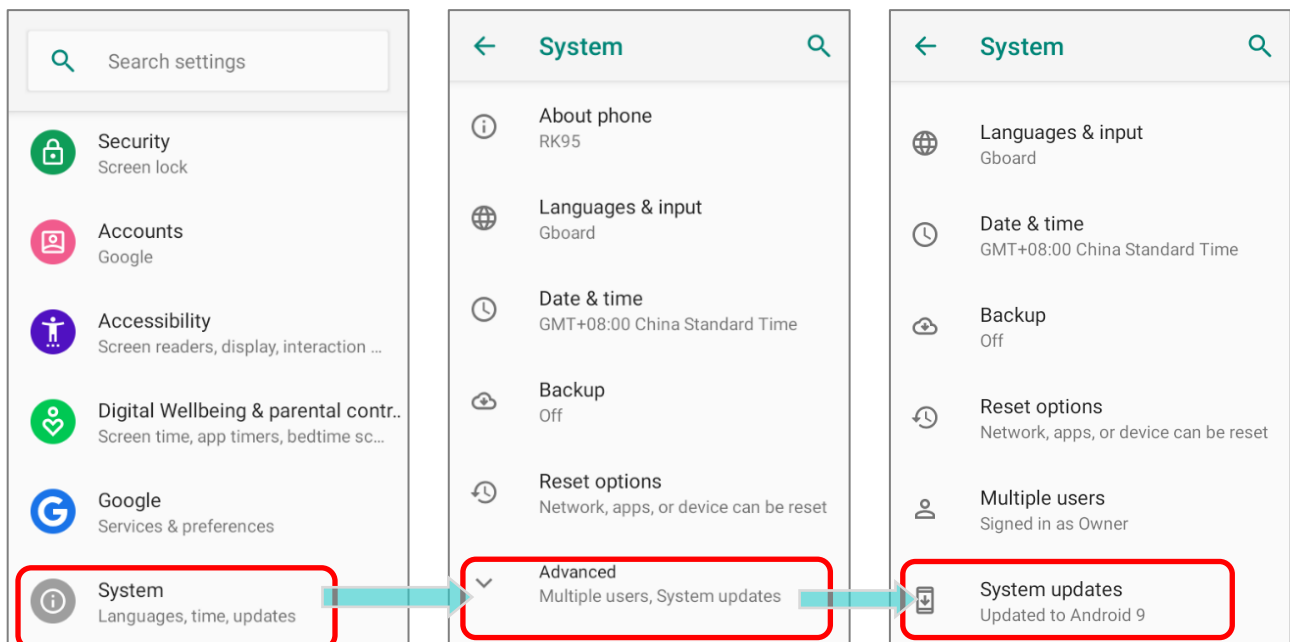 Search settings
Security
Screen lock
Accounts
Google
Accessibility
Screen readers, display, interaction ...
Digital Wellbeing & parental contr..
Screen time, app timers, bedtime sc...
Google
Services & preferences
System
Languages, time, updates
System
About phone
RK95
Languages & input
Gboard
Date & time
GMT+08:00 China Standard Time
Backup
Off
Reset options
Network, apps, or device can be reset
Advanced
Multiple users, System updates
System
Languages & input
Gboard
Date & time
GMT+08:00 China Standard Time
Backup
Off
Reset options
Network, apps, or device can be reset
Multiple users
Signed in as Owner
System updates
Updated to Android 9